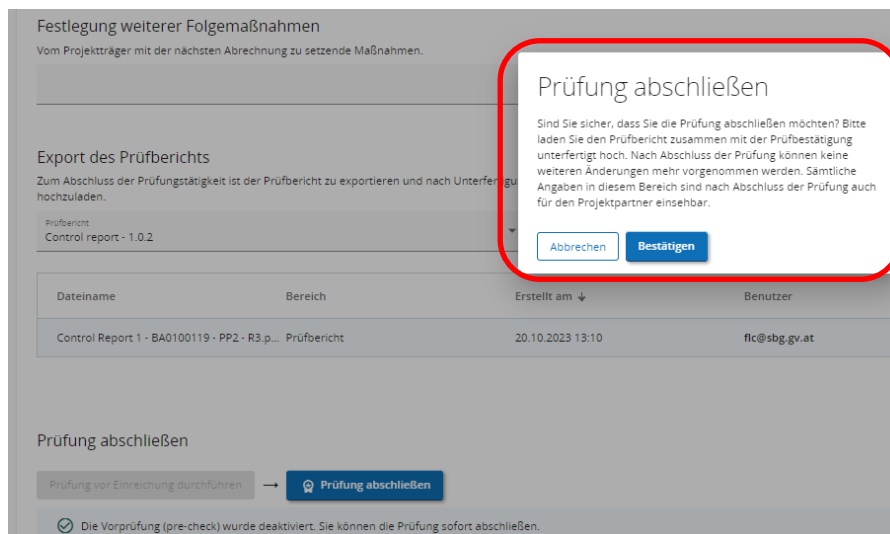 Festlegung weiterer Folgemaßnahmen
Vom Projektträger mit der nächsten Abrechnung zu setzende Maßnahmen.
Prüfung abschließen
Sind Sie sicher, dass Sie die Prüfung abschließen möchten? Bitte
laden Sie den Prüfbericht zusammen mit der Prüfbestätigung
unterfertigt hoch. Nach Abschluss der Prüfung können keine
weiteren Änderungen mehr vorgenommen werden. Sämtliche
Angaben in diesem Bereich sind nach Abschluss der Prüfung auch
für den Projektpartner einsehbar.
Abbrechen Bestätigen
Export des Prüfberichts
Zum Abschluss der Prüfungstätigkeit ist der Prüfbericht zu exportieren und nach
hochzuladen.
Prüfbericht
Control report - 1.0.2
Dateiname Bereich Erstellt am ↓ Benutzer
Control Report 1 - BA0100119 - PP2 - R3.p... Prüfbericht 20.10.2023 13:10 flc@sbg.gv.at
Prüfung abschließen
Prüfung vor Einreichung durchführen → Prüfung abschließen
Die Vorprüfung (pre-check) wurde deaktiviert. Sie können die Prüfung sofort abschließen.